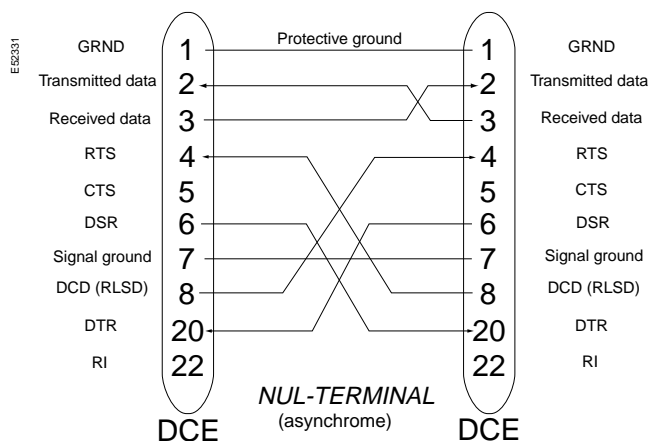 E52331
GRND 1 Protective ground 1 GRND
Transmitted data 2 2 Transmitted data
Received data 3 3 Received data
RTS 4 4 RTS
CTS 5 5 CTS
DSR 6 6 DSR
Signal ground 7 7 Signal ground
DCD (RLSD) 8 8 DCD (RLSD)
DTR 20 20 DTR
RI 22 22 RI
NUL-TERMINAL
(asynchrome)
DCE DCE